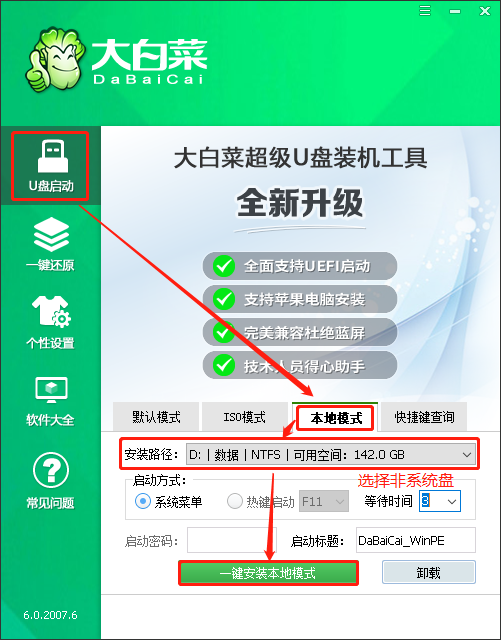 大白菜
DaBaiCai
U盘启动
一键还原
个性设置
软件大全
常见问题
6.0.2007.6
大白菜超级U盘装机工具
全新升级
全面支持UEFI启动
支持苹果电脑安装
完美兼容杜绝蓝屏
技术人员得心助手
默认模式 ISO模式 本地模式 快捷键查询
安装路径: D: | 数据 | NTFS | 可用空间: 142.0 GB
启动方式: 选择非系统盘
系统菜单 热键启动 F11 等待时间 3
启动密码: 启动标题: DaBaiCai_WinPE
一键安装本地模式 卸载